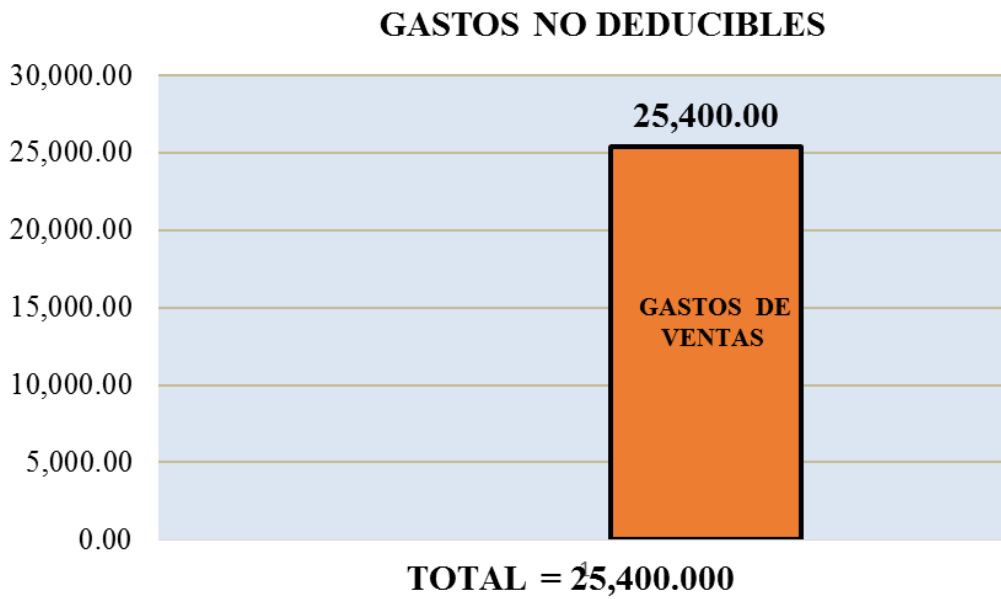 GASTOS NO DEDUCIBLES
30,000.00
25,400.00
25,000.00
20,000.00
15,000.00
GASTOS DE
VENTAS
10,000.00
5,000.00
0.00
1
TOTAL = 25,400.000